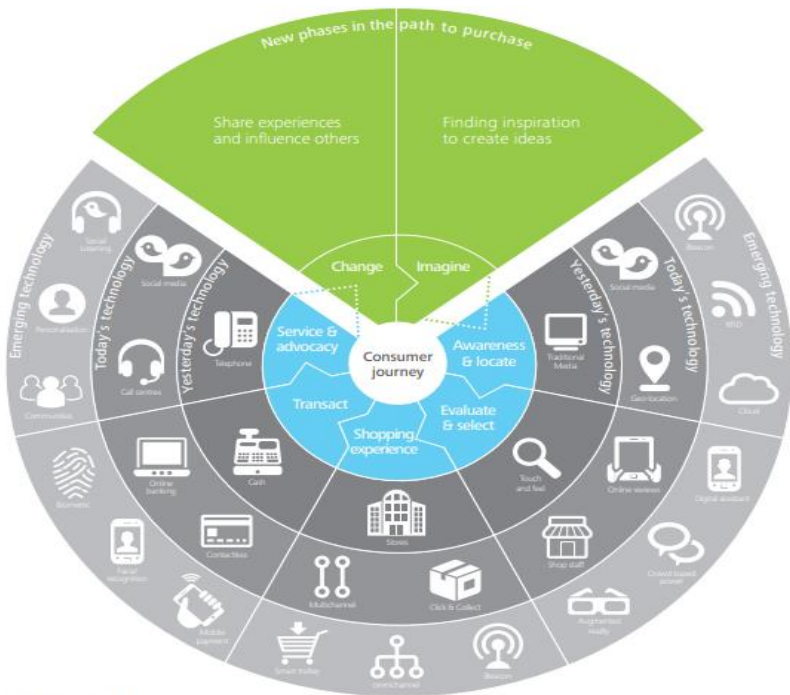 New phases in the path to purchase
Share experiences
and influence others
Finding inspiration
to create ideas
Change
Imagine
Service &
advocacy
Consumer
journey
Awareness
& locate
Transact
Shopping
experience
Evaluate
& select
Emerging technology
Today's technology
Yesterday's technology
Yesterday's technology
Today's technology
Emerging technology
Social
Listening
Personalisation
Communities
Social media
Call centres
Telephone
Traditional
Media
Social media
Geo-location
Beacon
Cloud
Biometric
Facial
recognition
Mobile
payment
Online
banking
Contactless
Cash
Stores
Multichannel
Click & Collect
Smart trolley
Omnichannel
Beacon
Touch
and feel
Online reviews
Shop staff
Digital assistant
Augmented
reality